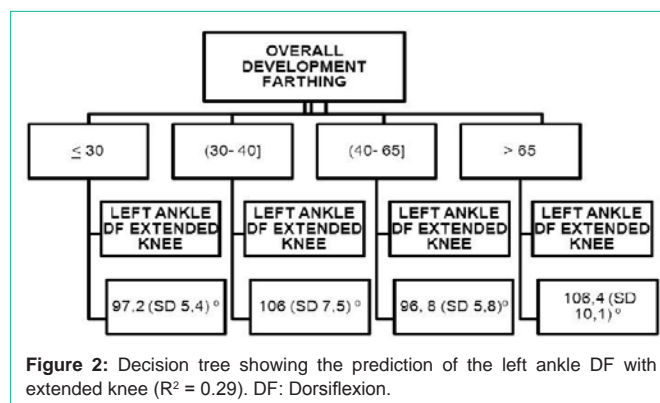 OVERALL
DEVELOPMENT
FARTHING
≤ 30
(30- 40]
(40- 65]
> 65
LEFT ANKLE
DF EXTENDED
KNEE
LEFT ANKLE
DF EXTENDED
KNEE
LEFT ANKLE
DF EXTENDED
KNEE
LEFT ANKLE
DF EXTENDED
KNEE
97,2 (SD 5,4) º
106 (SD 7,5) º
96, 8 (SD 5,8)º
106,4 (SD
10,1) º
Figure 2: Decision tree showing the prediction of the left ankle DF with
extended knee (R² = 0.29). DF: Dorsiflexion.